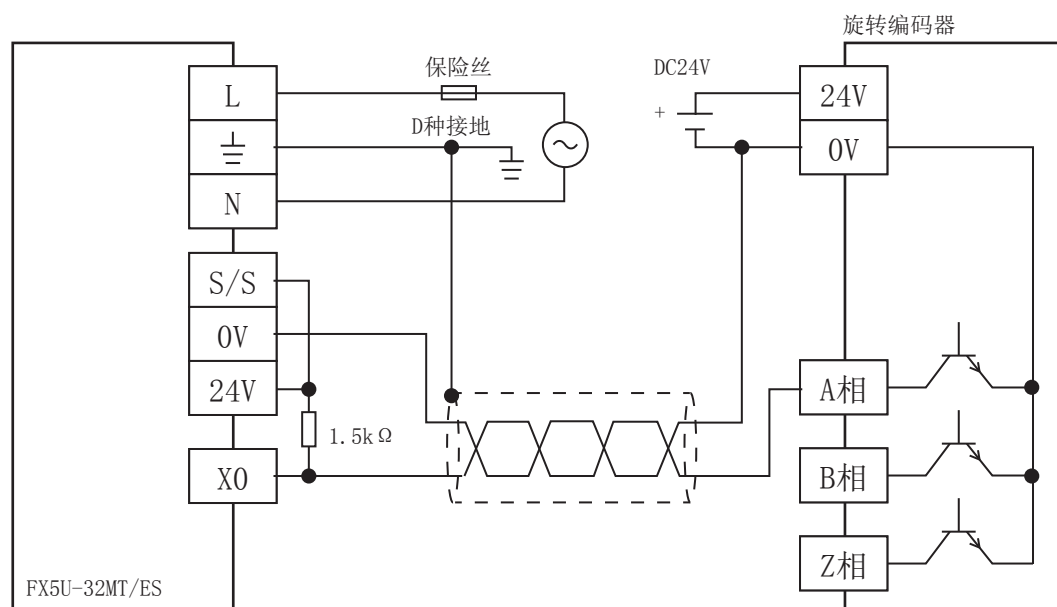 旋转编码器
保险丝
DC24V
L
24V
+
D种接地
0V
N
S/S
0V
24V
A相
1.5kΩ
X0
B相
Z相
FX5U-32MT/ES